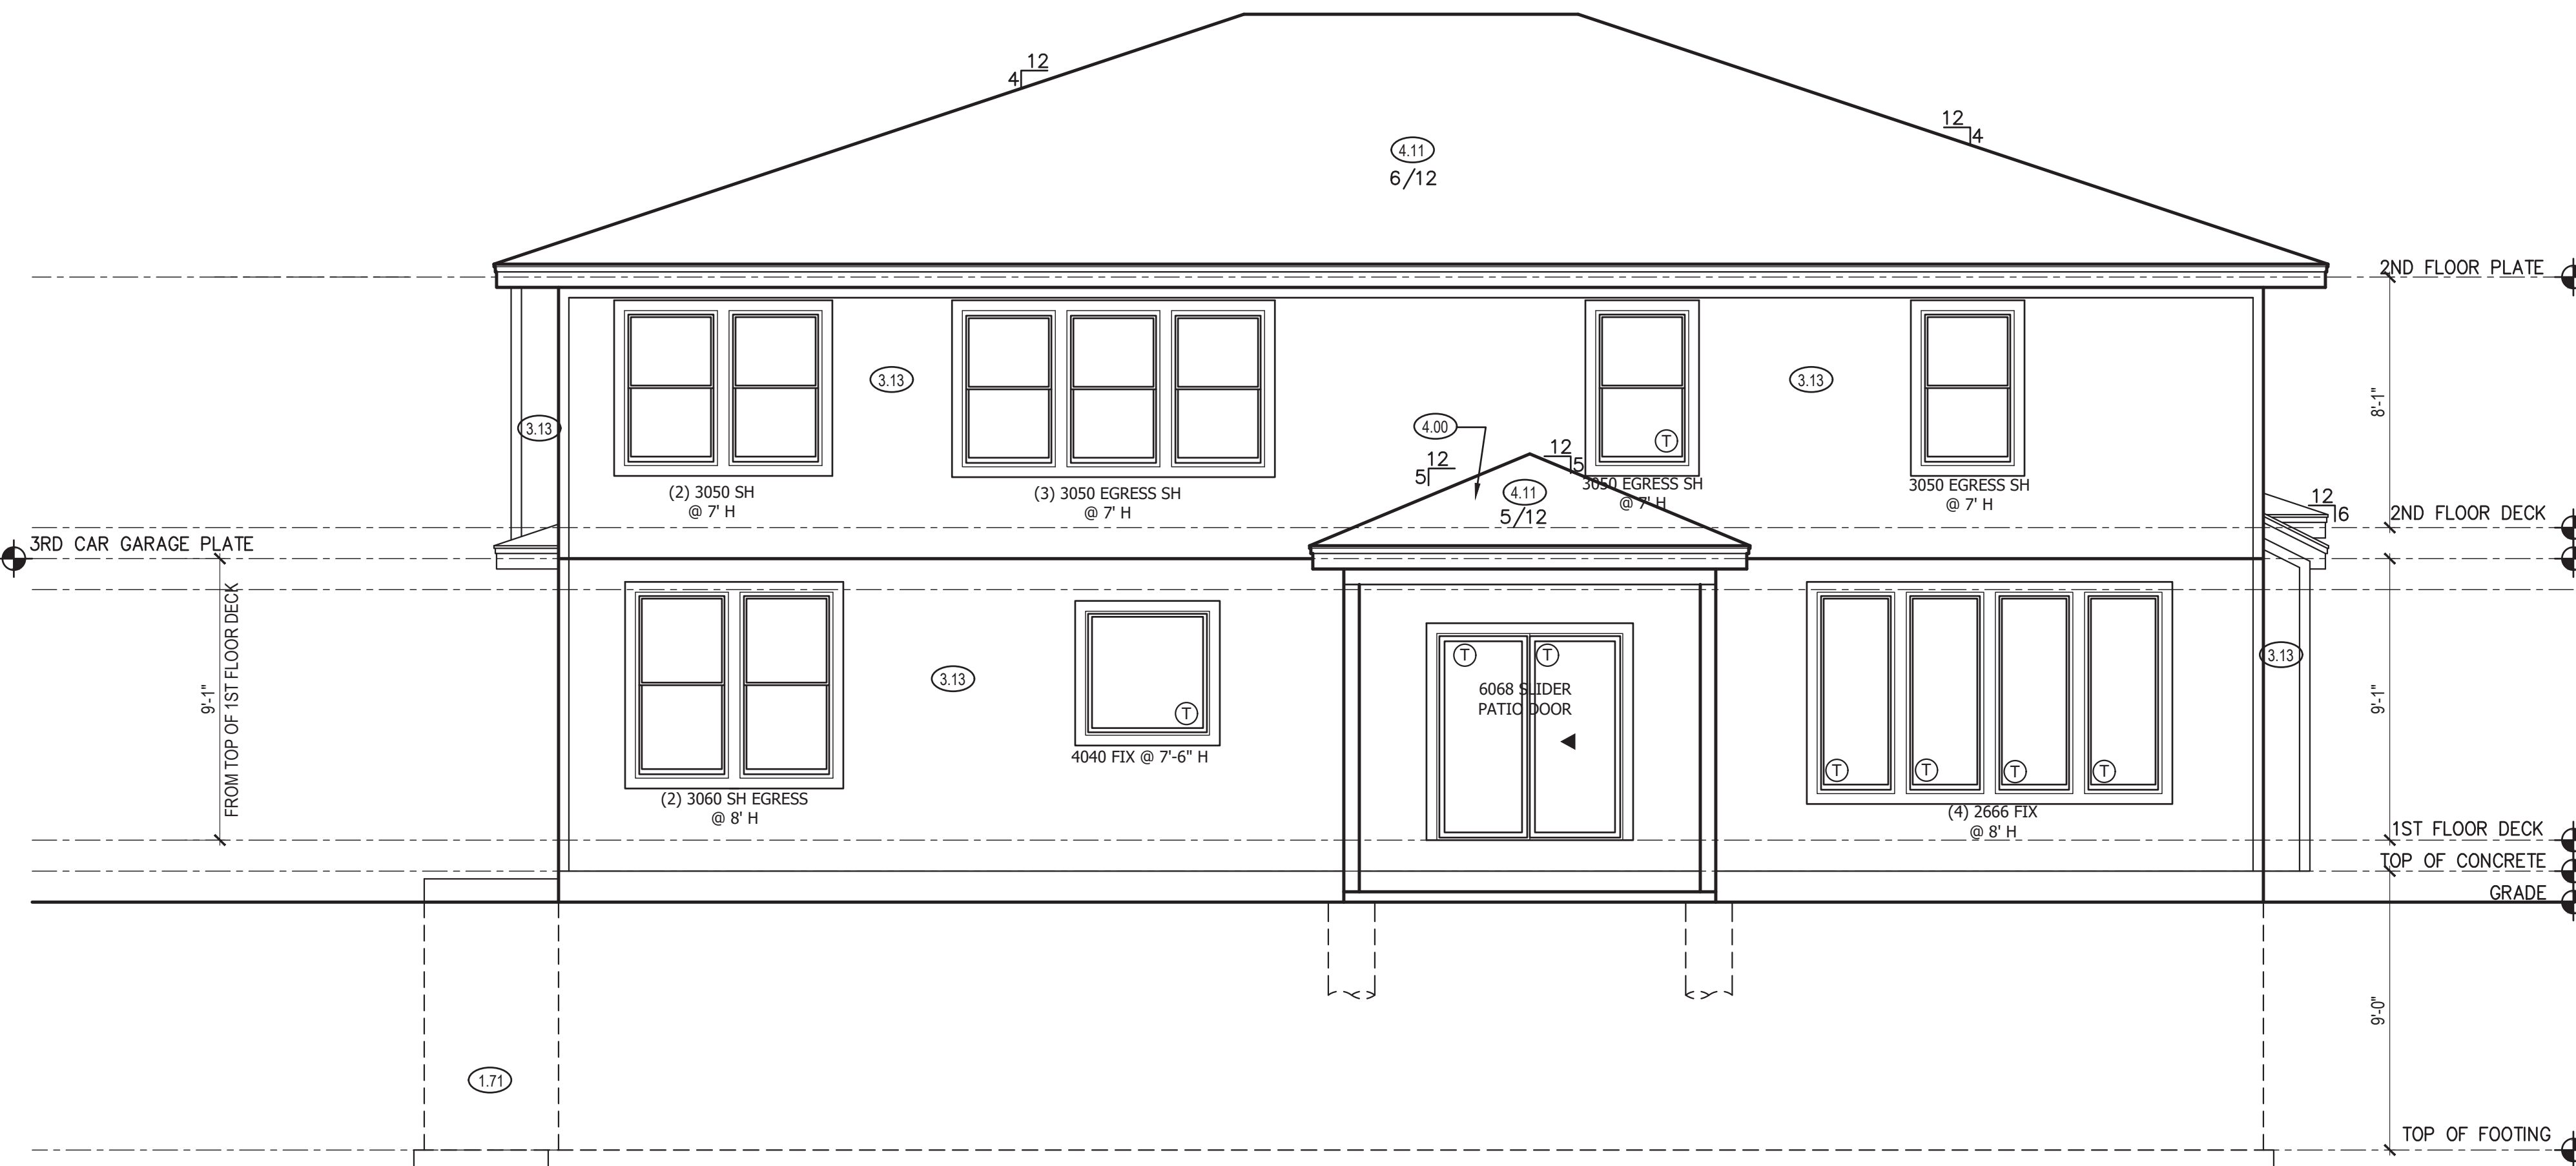 12
4
12
4
4.11
6/12
2ND FLOOR PLATE
3.13
3.13
8'-1"
4.00
3.13
T
12
5
12
5
(2) 3050 SH
@ 7' H
(3) 3050 EGRESS SH
@ 7' H
4.11
5/12
3050 EGRESS SH
@ 7' H
3050 EGRESS SH
@ 7' H
12
6
2ND FLOOR DECK
3RD CAR GARAGE PLATE
9'-1"
FROM TOP OF 1ST FLOOR DECK
3.13
T
4040 FIX @ 7'-6" H
T
T
6068 SLIDER
PATIO DOOR
3.13
9'-1"
T
T
T
T
(2) 3060 SH EGRESS
@ 8' H
(4) 2666 FIX
@ 8' H
1ST FLOOR DECK
TOP OF CONCRETE
GRADE
9'-0"
1.71
TOP OF FOOTING